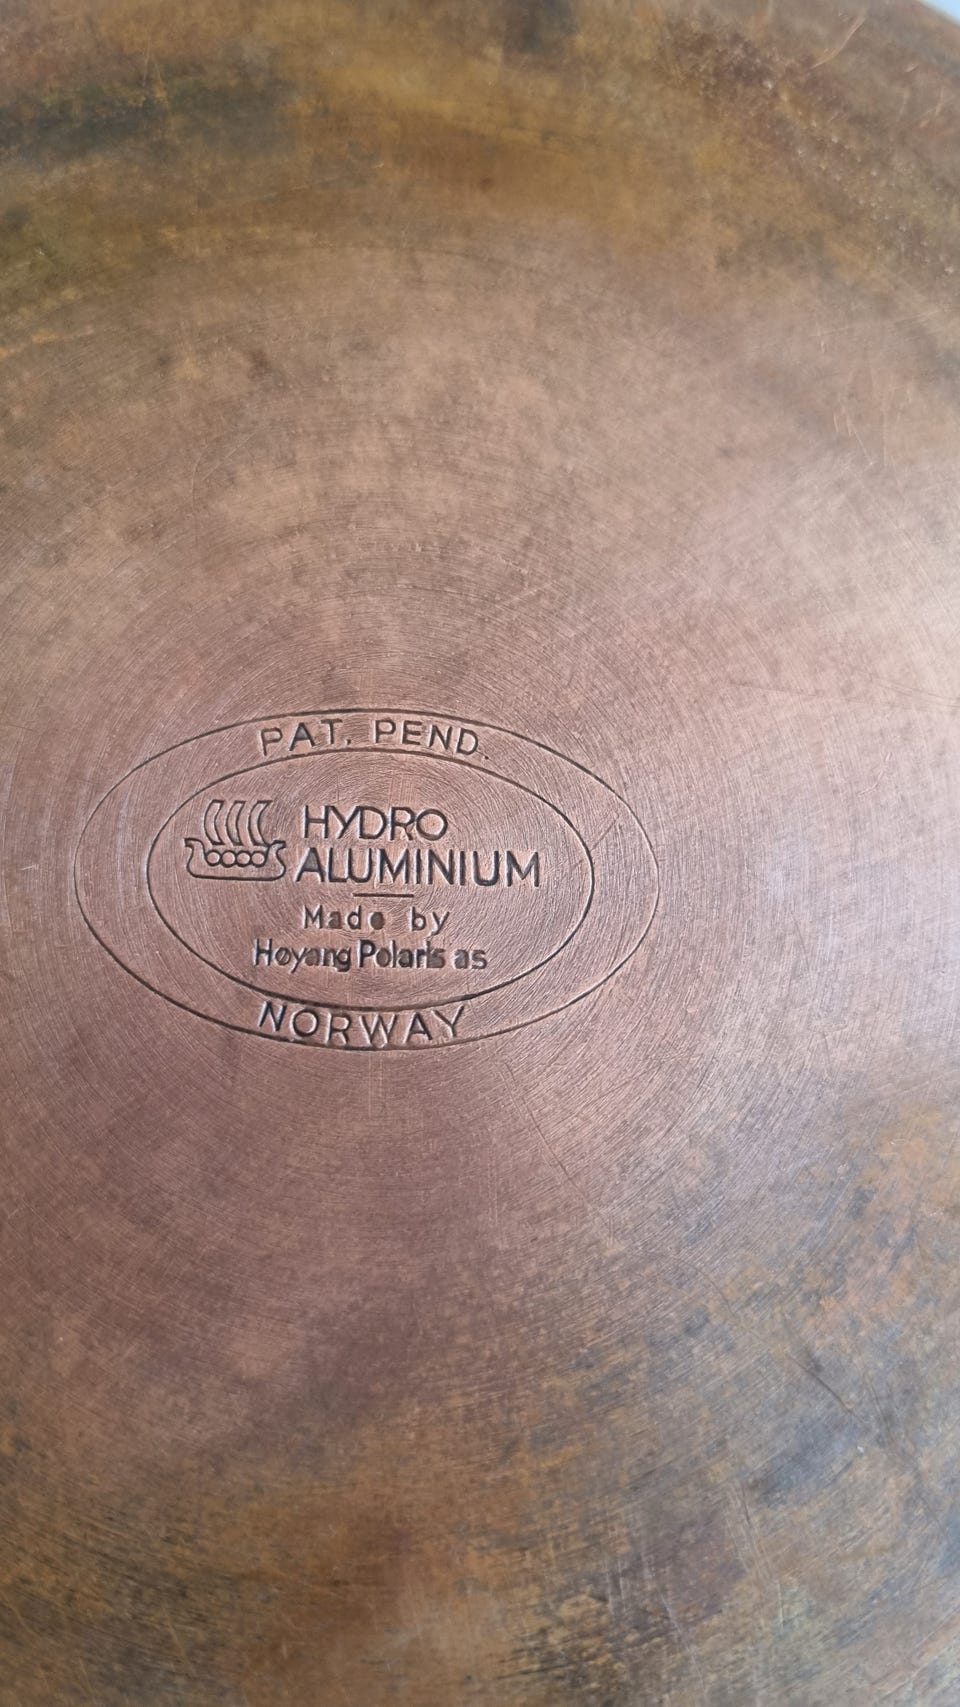 PAT. PEND.
HYDRO
ALUMINIUM
Made by
Høyang Polaris as
NORWAY